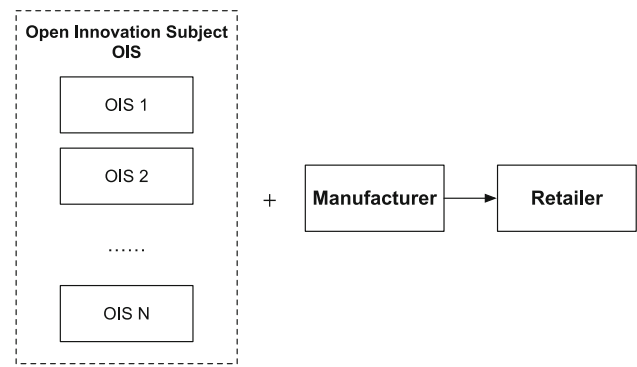 Open Innovation Subject
OIS
OIS 1
OIS 2
......
OIS N
+
Manufacturer
Retailer